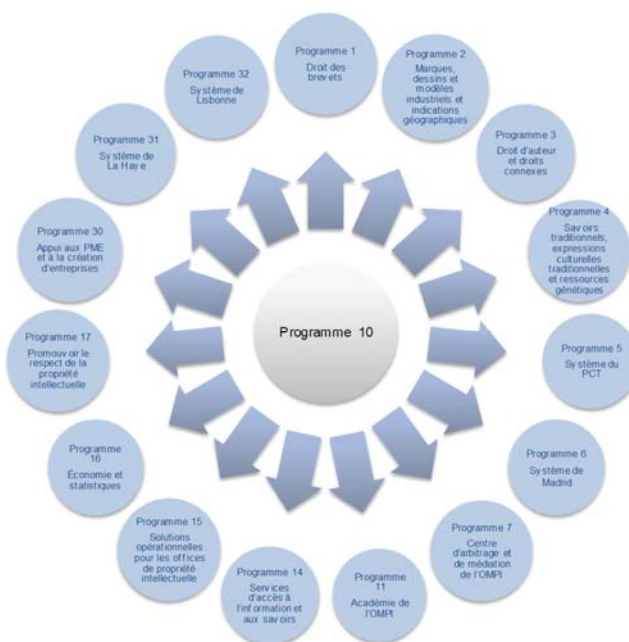 Programme 1
Droit des
brevets
Programme 2
Marques,
dessins et
modèles
industriels et
indications
géographiques
Programme 3
Droit d'auteur
et droits
connexes
Programme 4
Savoirs
traditionnels,
expressions
culturelles
traditionnelles
et ressources
génétiques
Programme 5
Système du
PCT
Programme 6
Système de
Madrid
Programme 7
Centre
d'arbitrage et
de médiation
de l'OMPI
Programme
11
Académie de
l'OMPI
Programme 14
Services
d'accès à
l'information et
aux savoirs
Programme 15
Solutions
opérationnelles
pour les offices
de propriété
intellectuelle
Programme
16
Économie et
statistiques
Programme 17
Promouvoir le
respect de la
propriété
intellectuelle
Programme 30
Appui aux PME
et à la création
d'entreprises
Programme 31
Système de
La Haye
Programme 32
Système de
Lisbonne
Programme 10